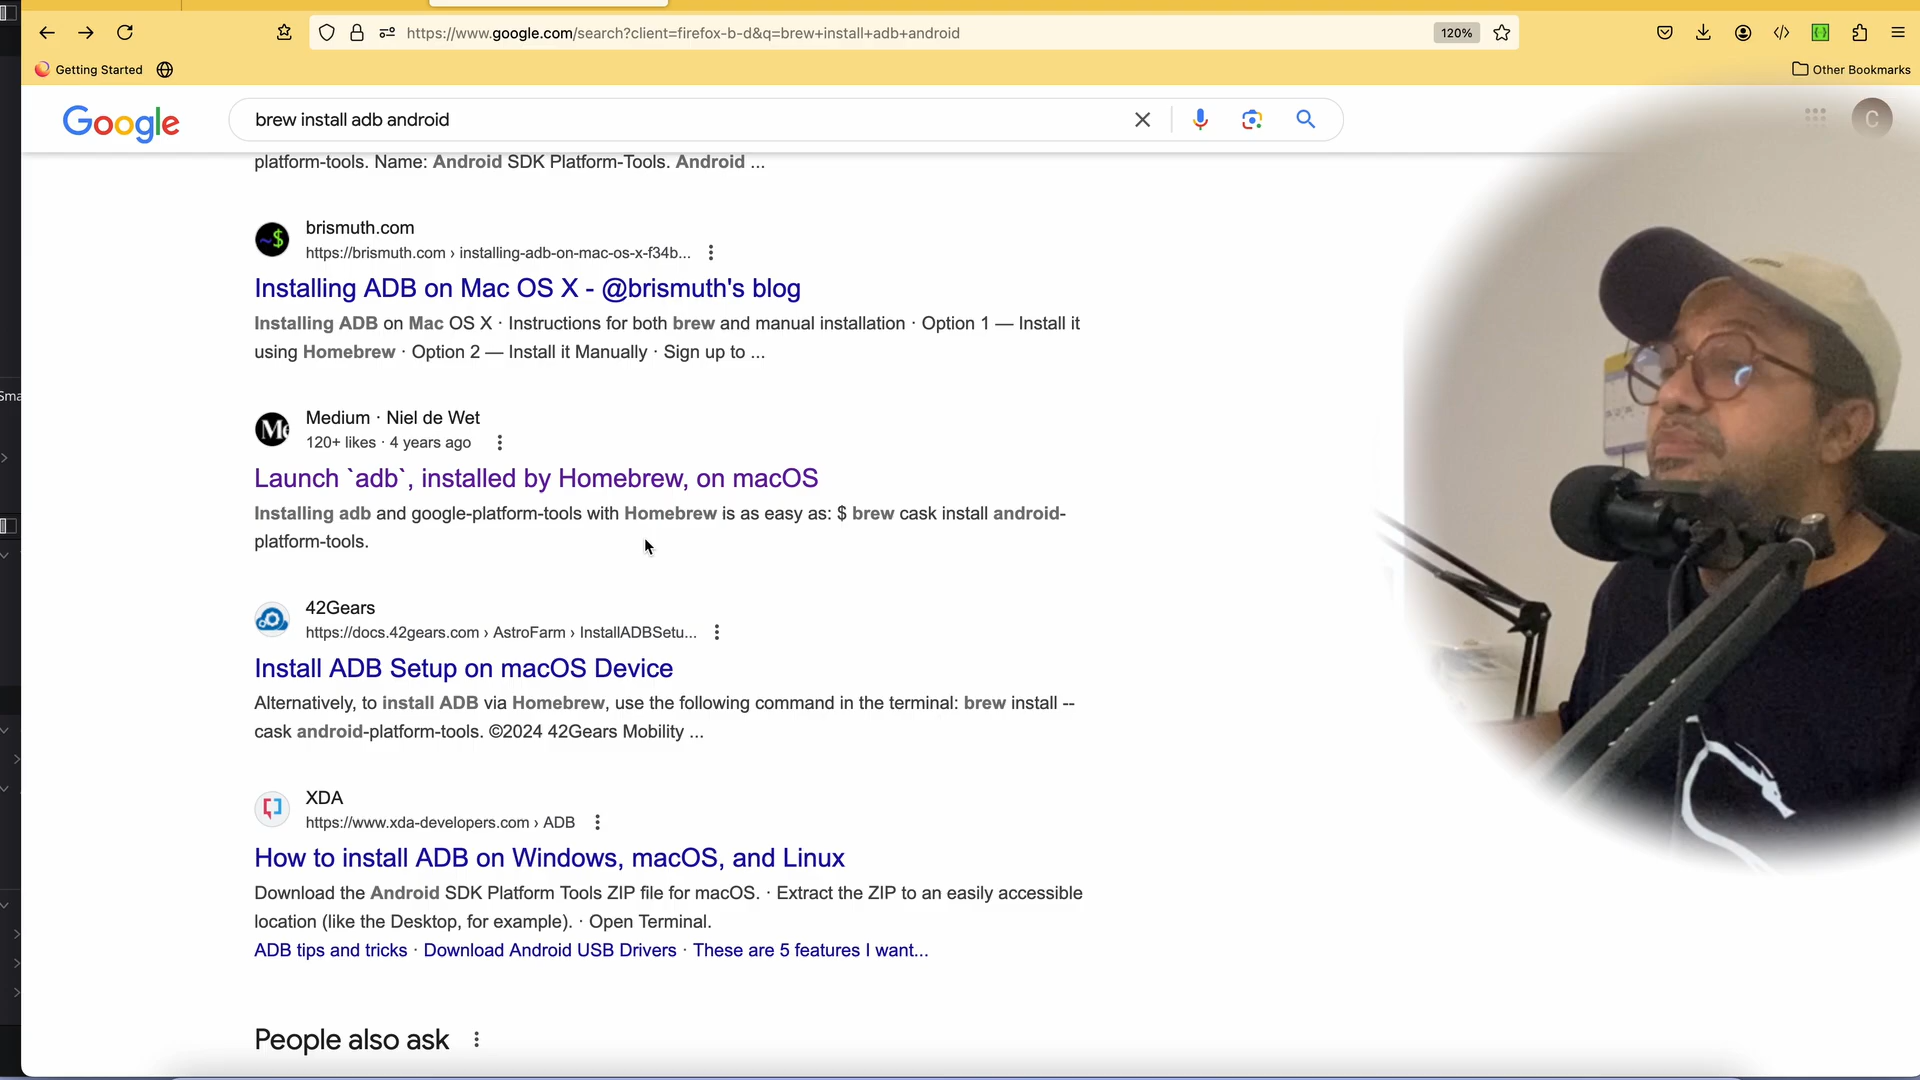 https://www.google.com/search?client=firefox-b-d&q=brew+install+adb+android
120%
Getting Started
Other Bookmarks
Google
brew install adb android
C
platform-tools. Name: Android SDK Platform-Tools. Android ...
~$
brismuth.com
https://brismuth.com › installing-adb-on-mac-os-x-f34b...
Installing ADB on Mac OS X - @brismuth's blog
Installing ADB on Mac OS X · Instructions for both brew and manual installation · Option 1 — Install it
using Homebrew · Option 2 — Install it Manually · Sign up to ...
Sma
Me
Medium · Niel de Wet
120+ likes · 4 years ago
Launch `adb`, installed by Homebrew, on macOS
Installing adb and google-platform-tools with Homebrew is as easy as: $ brew cask install android-
platform-tools.
42Gears
https://docs.42gears.com › AstroFarm › InstallADBSetu...
Install ADB Setup on macOS Device
Alternatively, to install ADB via Homebrew, use the following command in the terminal: brew install --
cask android-platform-tools. ©2024 42Gears Mobility ...
XDA
https://www.xda-developers.com › ADB
How to install ADB on Windows, macOS, and Linux
Download the Android SDK Platform Tools ZIP file for macOS. · Extract the ZIP to an easily accessible
location (like the Desktop, for example). · Open Terminal.
ADB tips and tricks · Download Android USB Drivers · These are 5 features I want...
People also ask